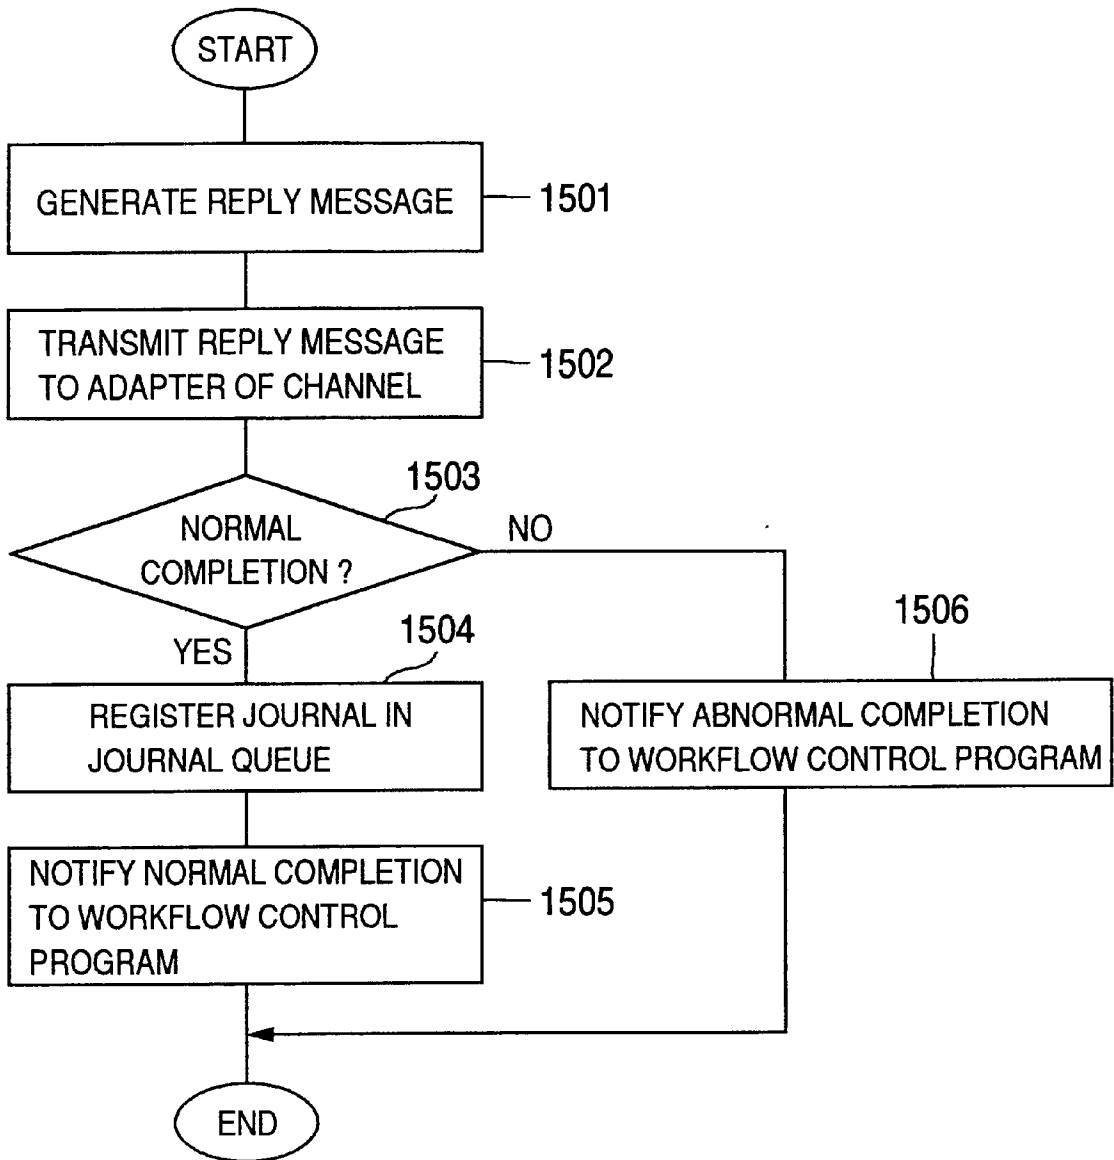 START
GENERATE REPLY MESSAGE
1501
TRANSMIT REPLY MESSAGE
TO ADAPTER OF CHANNEL
1502
1503
NORMAL
COMPLETION ?
NO
YES
1504
1506
REGISTER JOURNAL IN
JOURNAL QUEUE
NOTIFY ABNORMAL COMPLETION
TO WORKFLOW CONTROL PROGRAM
NOTIFY NORMAL COMPLETION
TO WORKFLOW CONTROL
PROGRAM
1505
END